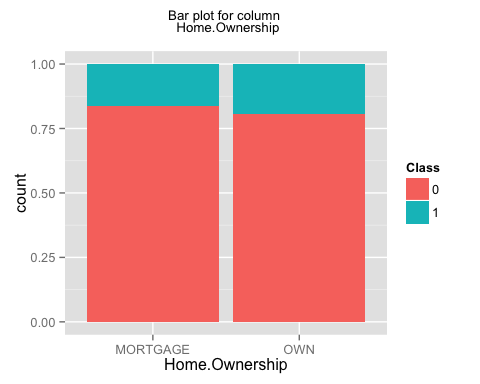 Bar plot for column
Home.Ownership
1.00
0.75
0.50
0.25
0.00
count
MORTGAGE OWN
Home.Ownership
Class
0
1